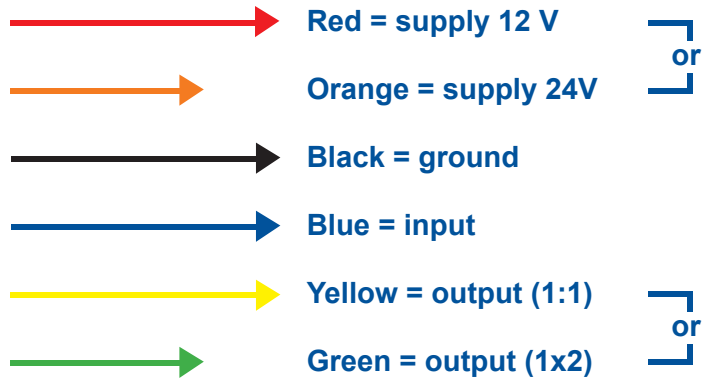 Red = supply 12 V
or
Orange = supply 24V
Black = ground
Blue = input
Yellow = output (1:1)
or
Green = output (1x2)